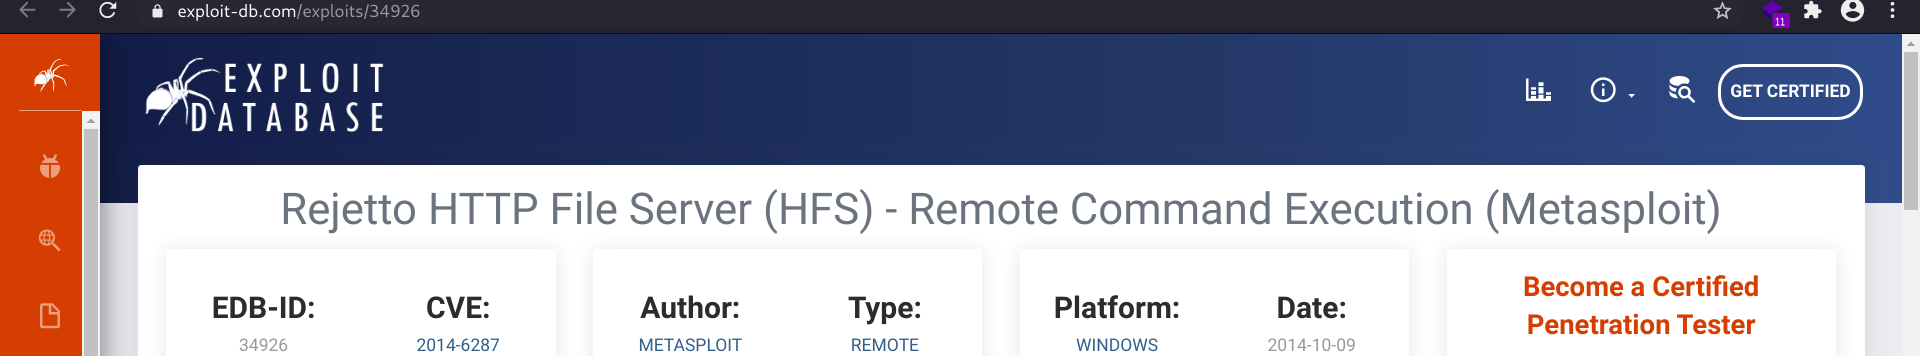 exploit-db.com/exploits/34926
11
EXPLOIT
DATABASE
GET CERTIFIED
Rejetto HTTP File Server (HFS) - Remote Command Execution (Metasploit)
EDB-ID:
34926
CVE:
2014-6287
Author:
METASPLOIT
Type:
REMOTE
Platform:
WINDOWS
Date:
2014-10-09
Become a Certified
Penetration Tester